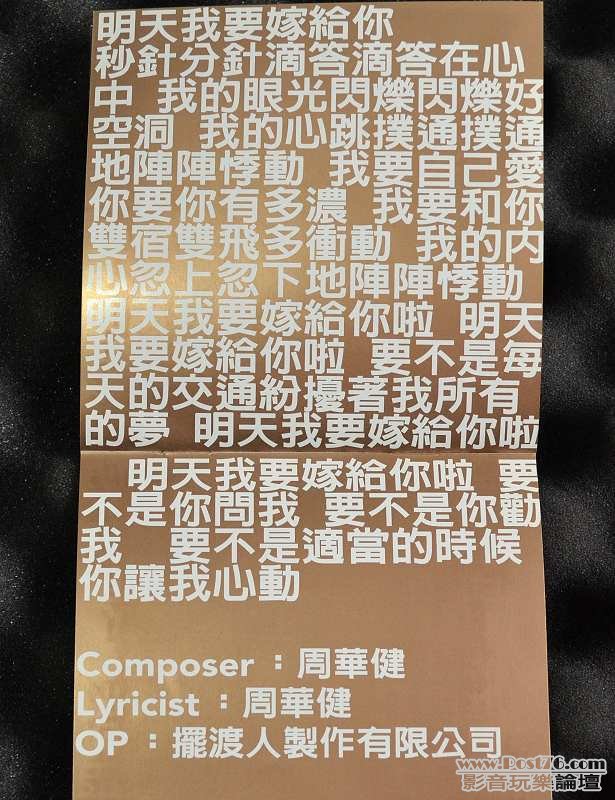 明天我要嫁給你
秒針分針滴答滴答在心
中 我的眼光閃爍閃爍好
空洞 我的心跳撲通撲通
地陣陣悸動 我要自己愛
你要你有多濃 我要和你
雙宿雙飛多衝動 我的內
心忽上忽下地陣陣悸動
明天我要嫁給你啦 明天
我要嫁給你啦 要不是每
天的交通紛擾著我所有
的夢 明天我要嫁給你啦
明天我要嫁給你啦 要
不是你問我 要不是你勸
我 要不是適當的時候
你讓我心動
Composer：周華健
Lyricist：周華健
OP：擺渡人製作有限公司
www.Post76.com
影音玩樂論壇